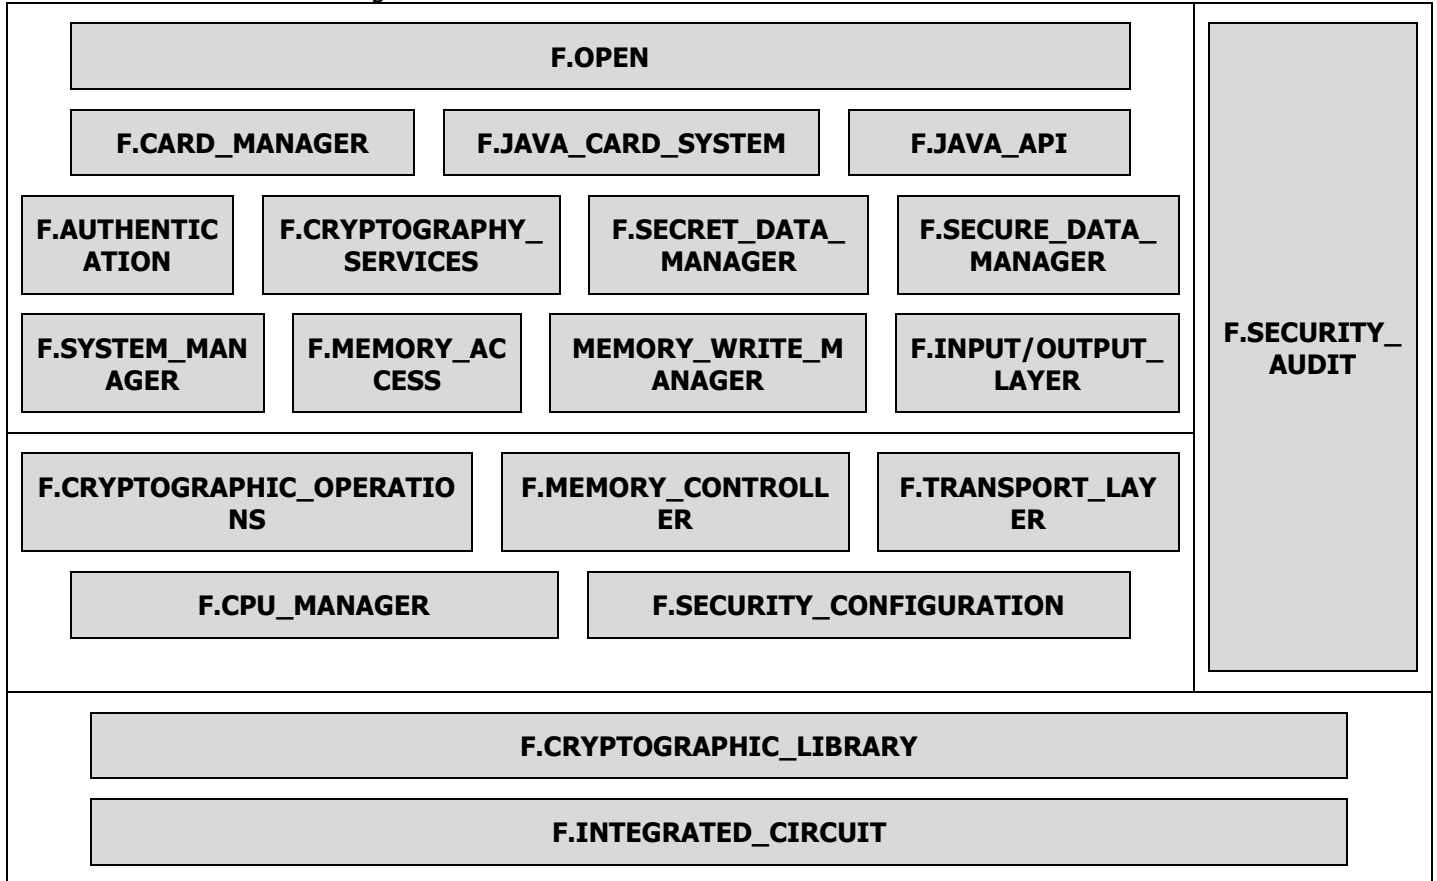 F.OPEN
F.CARD_MANAGER F.JAVA_CARD_SYSTEM F.JAVA_API
F.AUTHENTIC
ATION
F.CRYPTOGRAPHY_
SERVICES
F.SECRET_DATA_
MANAGER
F.SECURE_DATA_
MANAGER
F.SYSTEM_MAN
AGER
F.MEMORY_AC
CESS
MEMORY_WRITE_M
ANAGER
F.INPUT/OUTPUT_
LAYER
F.SECURITY_
AUDIT
F.CRYPTOGRAPHIC_OPERATIO
NS
F.MEMORY_CONTROLL
ER
F.TRANSPORT_LAY
ER
F.CPU_MANAGER F.SECURITY_CONFIGURATION
F.CRYPTOGRAPHIC_LIBRARY
F.INTEGRATED_CIRCUIT